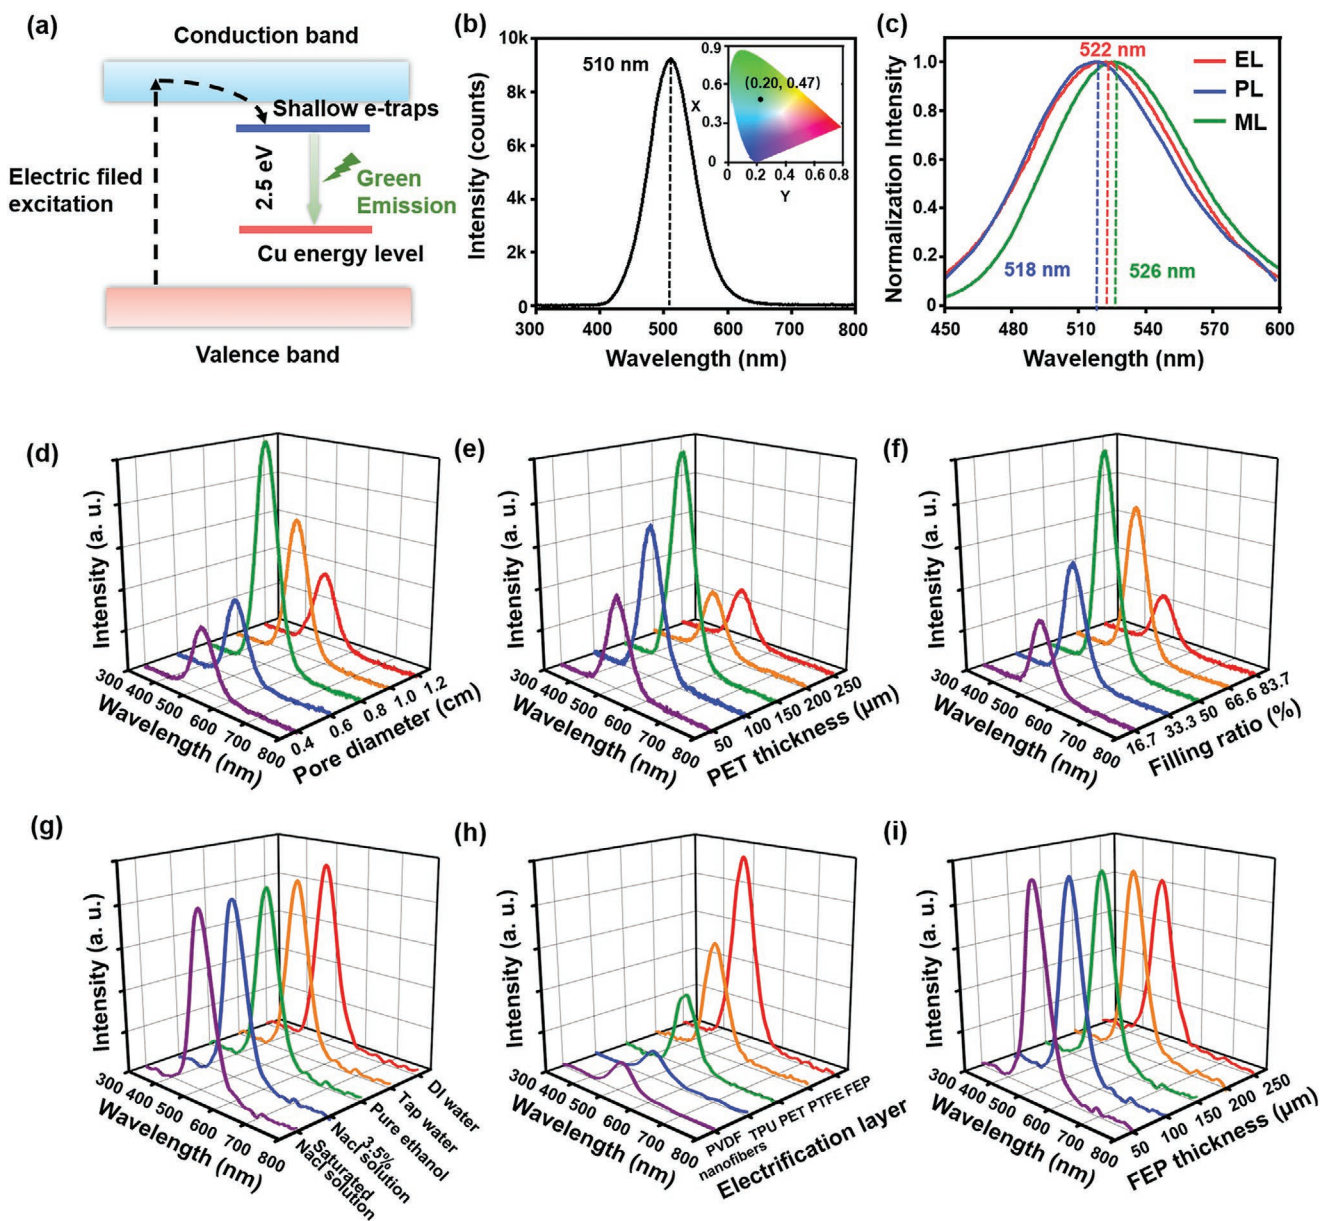 (a)
Conduction band
Shallow e-traps
2.5 eV
Electric filed
excitation
Green
Emission
Cu energy level
Valence band
(b)
Intensity (counts)
10k
8k
6k
4k
2k
0
510 nm
0.9
0.6
0.3
0
X
(0.20, 0.47)
0.2 0.4 0.6 0.8
Y
300 400 500 600 700 800
Wavelength (nm)
(c)
Normalization Intensity
1.0
0.8
0.6
0.4
0.2
0
522 nm
EL
PL
ML
518 nm
526 nm
450 480 510 540 570 600
Wavelength (nm)
(d)
Intensity (a. u.)
300 400 500 600 700 800
Wavelength (nm)
0.4 0.6 0.8 1.0 1.2
Pore diameter (cm)
(e)
Intensity (a. u.)
300 400 500 600 700 800
Wavelength (nm)
50 100 150 200 250
PET thickness (μm)
(f)
Intensity (a. u.)
300 400 500 600 700 800
Wavelength (nm)
16.7 33.3 50 66.6 83.7
Filling ratio (%)
(g)
Intensity (a. u.)
300 400 500 600 700 800
Wavelength (nm)
Saturated
Nacl solution
3.5%
Nacl solution
Pure ethanol
Tap water
DI water
(h)
Intensity (a. u.)
300 400 500 600 700 800
Wavelength (nm)
PVDF
nanofibers
TPU PET PTFE FEP
Electrification layer
(i)
Intensity (a. u.)
300 400 500 600 700 800
Wavelength (nm)
50 100 150 200 250
FEP thickness (μm)